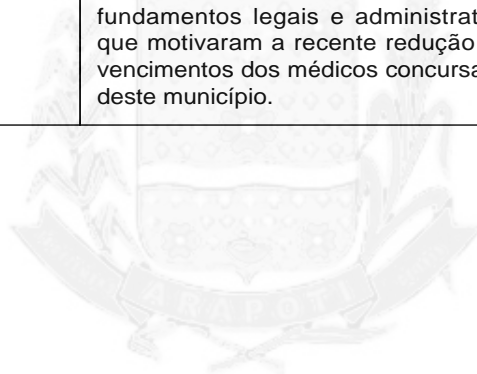 fundamentos legais e administrat
que motivaram a recente redução
vencimentos dos médicos concursa
deste município.
ARAPOTI